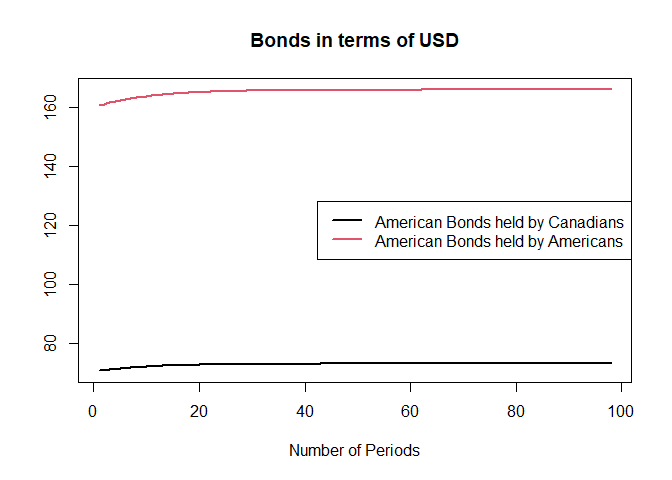 Bonds in terms of USD
160
140
120
100
80
American Bonds held by Canadians
American Bonds held by Americans
0 20 40 60 80 100
Number of Periods